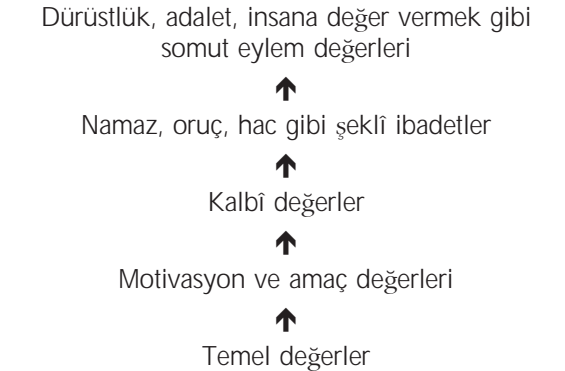 Dürüstlük, adalet, insana değer vermek gibi
somut eylem değerleri
Namaz, oruç, hac gibi şeklî ibadetler
Kalbî değerler
Motivasyon ve amaç değerleri
Temel değerler